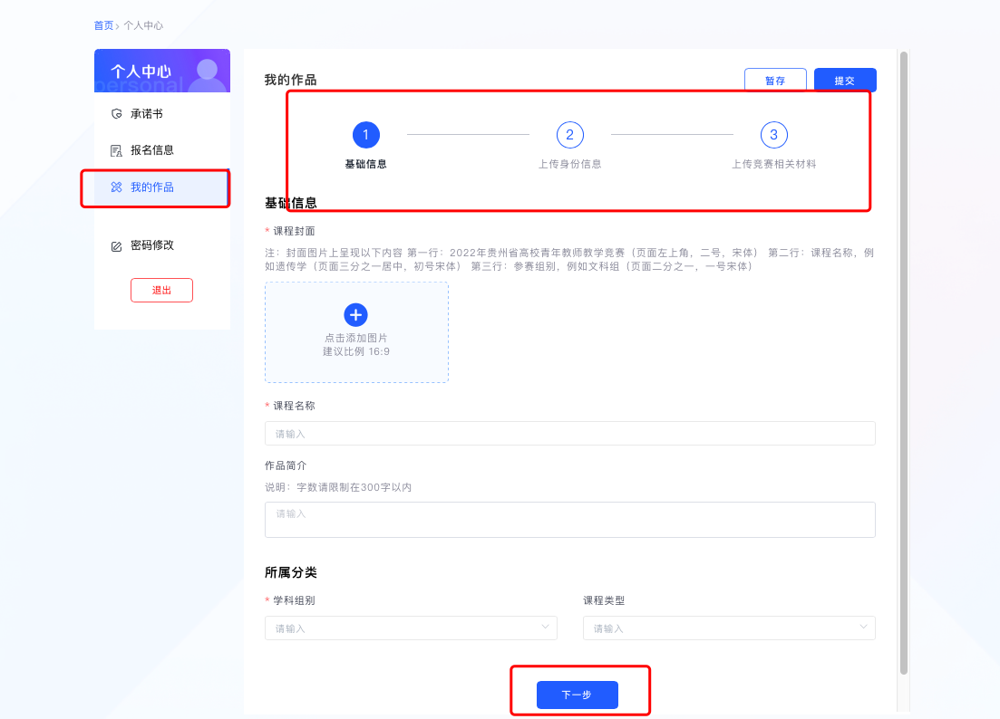 首页 › 个人中心
个人中心
personal
承诺书
报名信息
我的作品
密码修改
退出
我的作品
暂存
提交
1
2
3
基础信息
上传身份信息
上传竞赛相关材料
基础信息
* 课程封面
注：封面图片上呈现以下内容 第一行：2022年贵州省高校青年教师教学竞赛（页面左上角，二号，宋体） 第二行：课程名称，例
如遗传学（页面三分之一居中，初号宋体） 第三行：参赛组别，例如文科组（页面二分之一，一号宋体）
点击添加图片
建议比例 16:9
* 课程名称
请输入
作品简介
说明：字数请限制在300字以内
请输入
所属分类
* 学科组别
课程类型
请输入
请输入
下一步